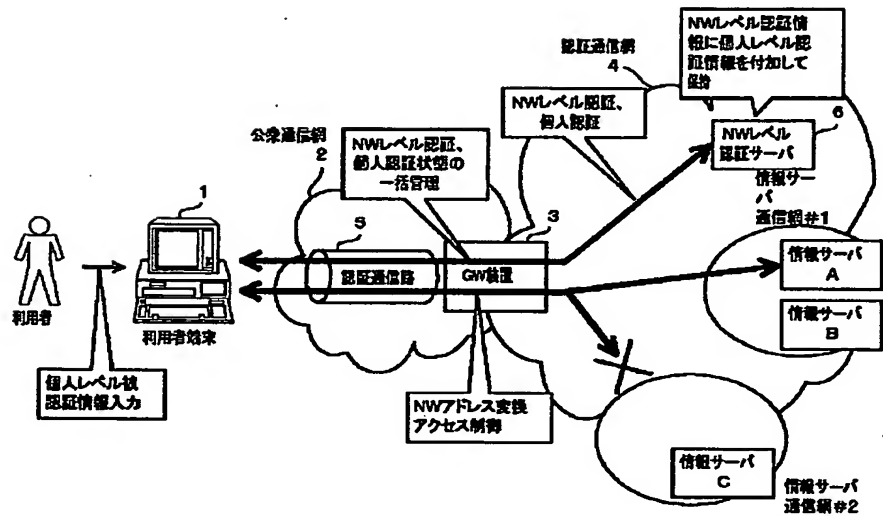 認証通信網
4
NWレベル認証情
報に個人レベル認
証情報を付加して
保持
NWレベル認証、
個人認証
6
NWレベル
認証サーバ
公衆通信網
2
NWレベル認証、
個人認証状態の
一括管理
情報サー
バ
通信網#1
1
5
3
認証通信路
GW装置
情報サーバ
A
情報サーバ
B
利用者
利用者端末
個人レベル被
認証情報入力
NWアドレス変換
アクセス制御
情報サーバ
C
情報サーバ
通信網#2